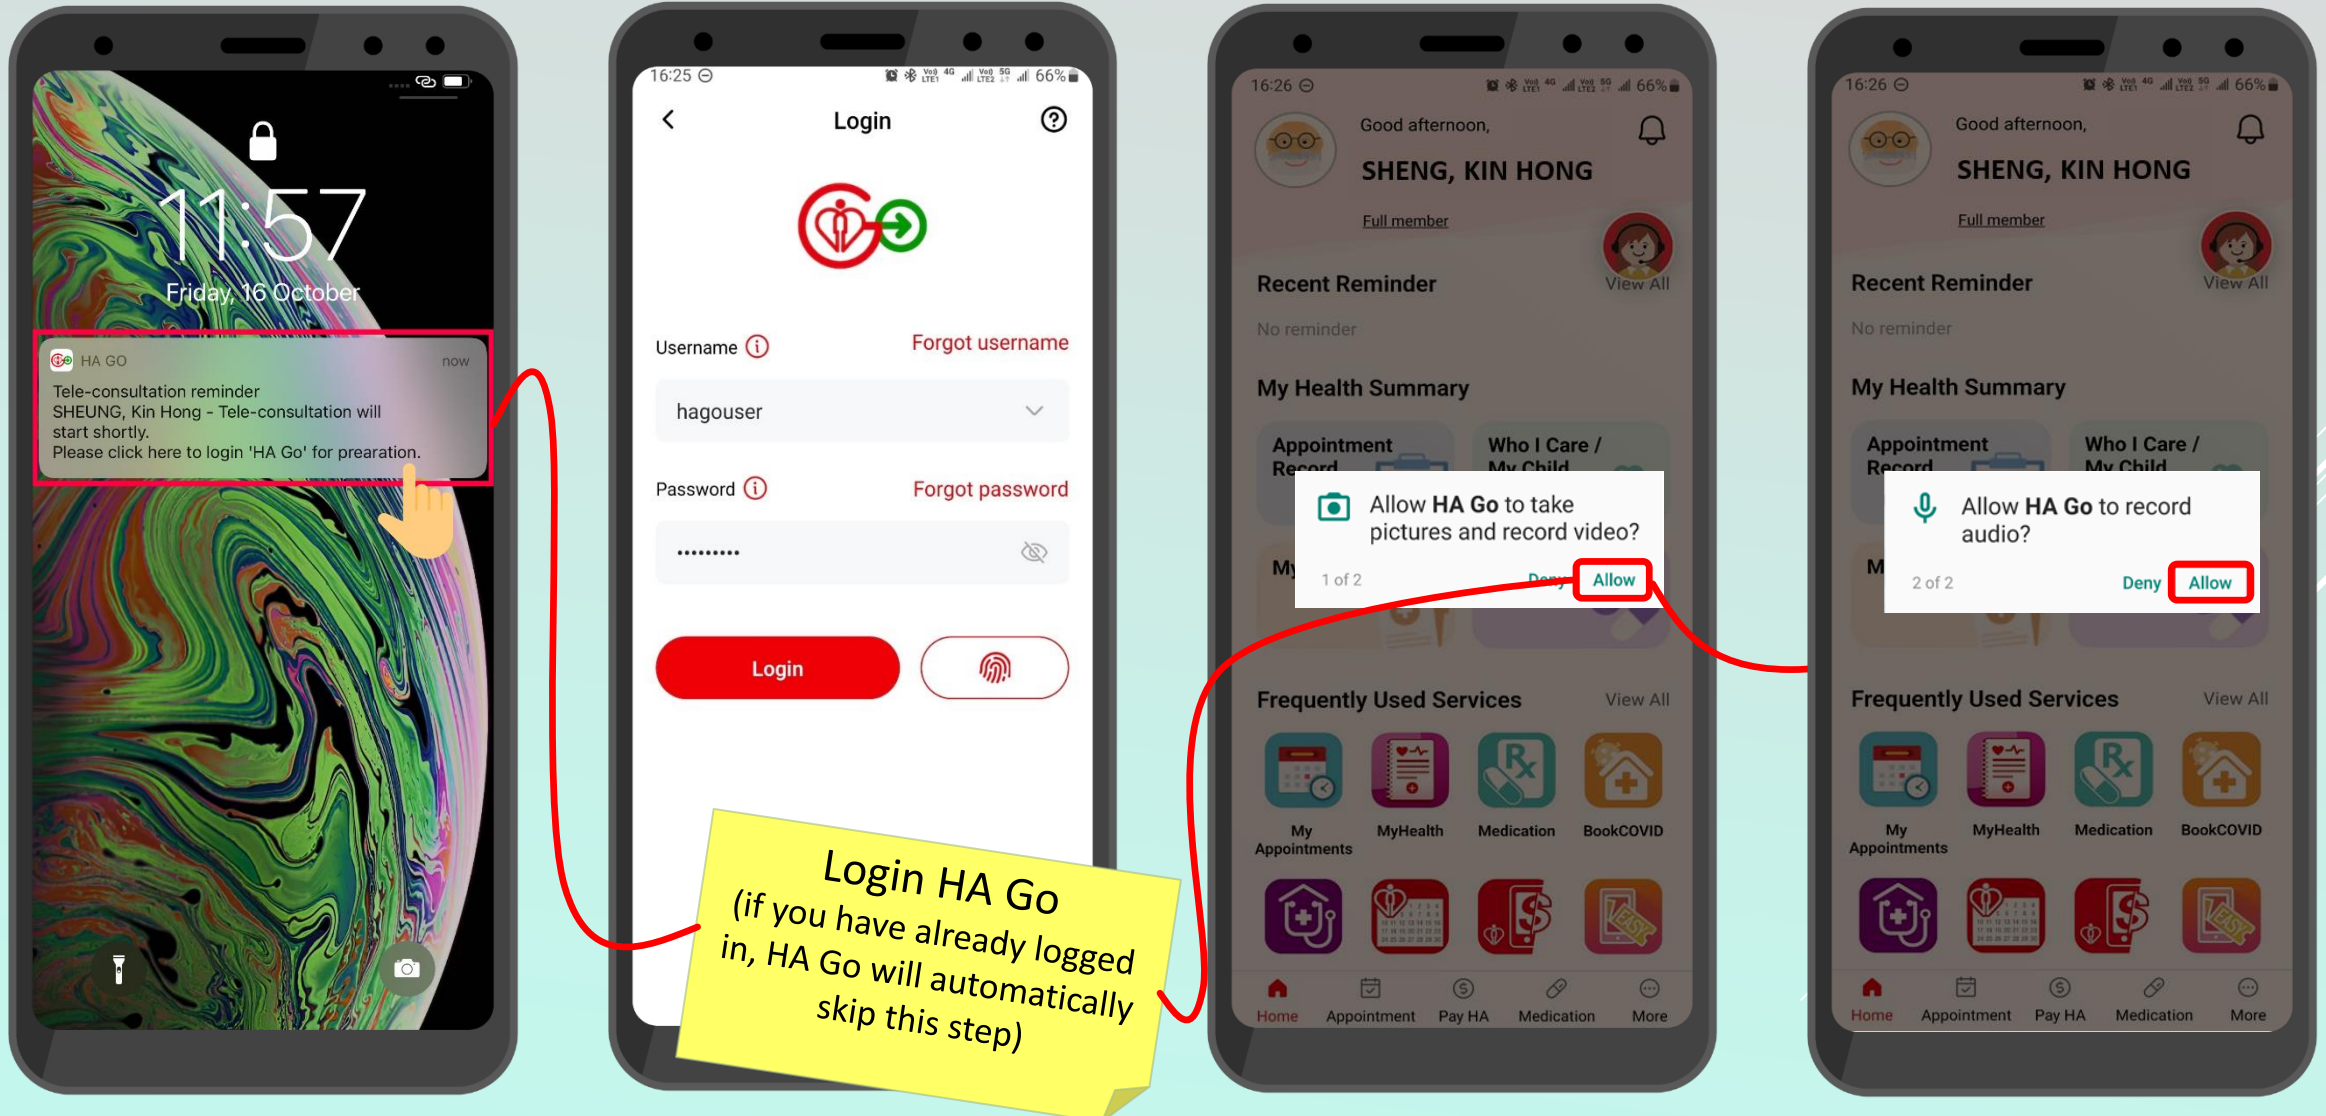 11:57
Friday, 16 October
HA GO
now
Tele-consultation reminder
SHEUNG, Kin Hong - Tele-consultation will
start shortly.
Please click here to login 'HA Go' for prearation.
16:25
66%
Login
Username
Forgot username
hagouser
Password
Forgot password
•••••••••
Login
Login HA Go
(if you have already logged
in, HA Go will automatically
skip this step)
16:26
66%
Good afternoon,
SHENG, KIN HONG
Full member
Recent Reminder
View All
No reminder
My Health Summary
Appointment
Record
Who I Care /
My Child
Allow HA Go to take
pictures and record video?
1 of 2
Deny
Allow
My
Frequently Used Services
View All
My
Appointments
MyHealth
Medication
BookCOVID
EASY
Home
Appointment
Pay HA
Medication
More
16:26
66%
Good afternoon,
SHENG, KIN HONG
Full member
Recent Reminder
View All
No reminder
My Health Summary
Appointment
Record
Who I Care /
My Child
Allow HA Go to record
audio?
2 of 2
Deny
Allow
M
Frequently Used Services
View All
My
Appointments
MyHealth
Medication
BookCOVID
EASY
Home
Appointment
Pay HA
Medication
More